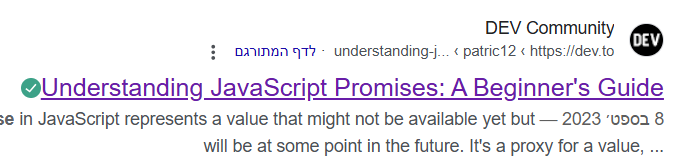 DEV Community
DEV
https://dev.to › patric12 › understanding-j... · לדף המתורגם
Understanding JavaScript Promises: A Beginner's Guide
8 בספט׳ 2023 — se in JavaScript represents a value that might not be available yet but
will be at some point in the future. It's a proxy for a value, ...